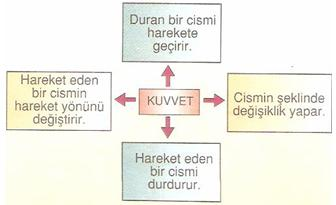 Duran bir cismi
harekete
geçirir.
Hareket eden
bir cismin
hareket yönünü
değiştirir.
KUVVET
Cismin şeklinde
değişiklik yapar.
Hareket eden
bir cismi
durdurur.